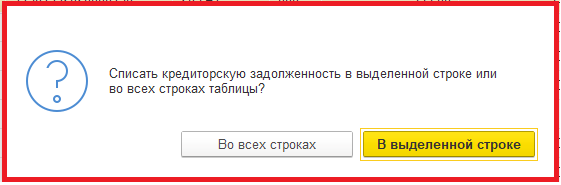 Списать кредиторскую задолженность в выделенной строке или
во всех строках таблицы?
Во всех строках
В выделенной строке